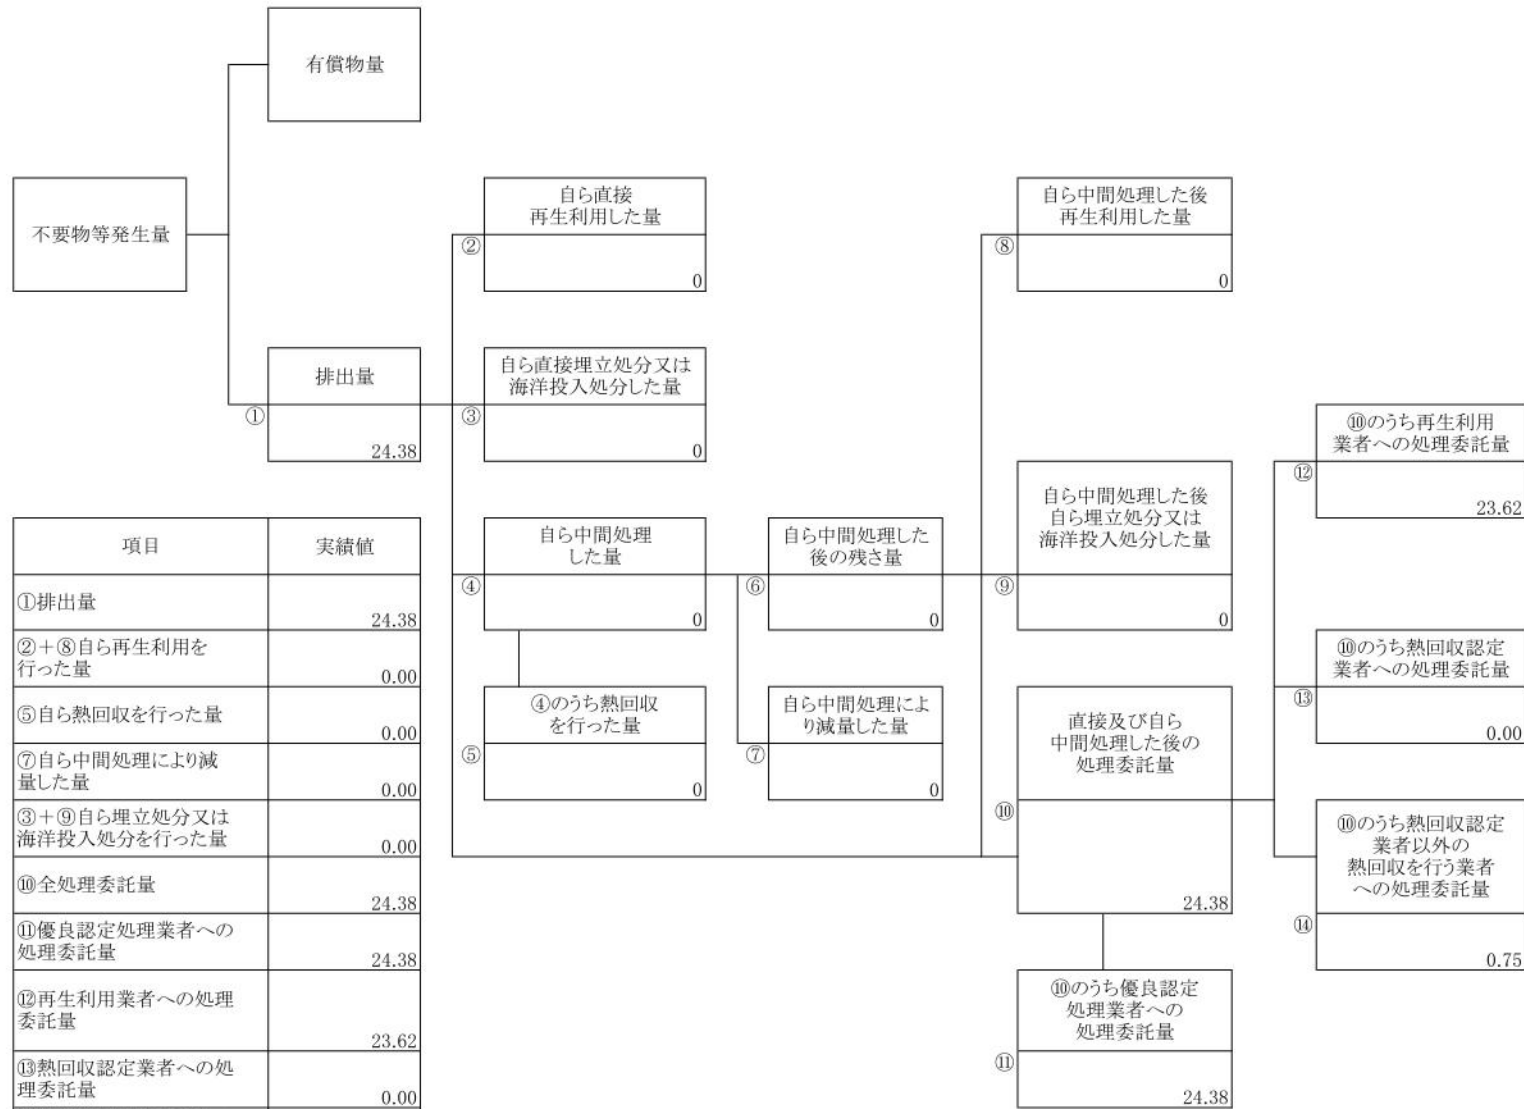 有償物量
不要物等発生量
自ら直接
再生利用した量
②
0
自ら中間処理した後
再生利用した量
⑧
0
排出量
①
24.38
自ら直接埋立処分又は
海洋投入処分した量
③
0
⑩のうち再生利用
業者への処理委託量
⑫
23.62
自ら中間処理
した量
④
0
自ら中間処理した
後の残さ量
⑥
0
自ら中間処理した後
自ら埋立処分又は
海洋投入処分した量
⑨
0
⑩のうち熱回収認定
業者への処理委託量
⑬
0.00
④のうち熱回収
を行った量
⑤
0
自ら中間処理によ
り減量した量
⑦
0
直接及び自ら
中間処理した後の
処理委託量
⑩
24.38
⑩のうち熱回収認定
業者以外の
熱回収を行う業者
への処理委託量
⑭
0.75
⑩のうち優良認定
処理業者への
処理委託量
⑪
24.38
項目 実績値
①排出量
24.38
②+⑧自ら再生利用を
行った量
0.00
⑤自ら熱回収を行った量
0.00
⑦自ら中間処理により減
量した量
0.00
③+⑨自ら埋立処分又は
海洋投入処分を行った量
0.00
⑩全処理委託量
24.38
⑪優良認定処理業者への
処理委託量
24.38
⑫再生利用業者への処理
委託量
23.62
⑬熱回収認定業者への処
理委託量
0.00